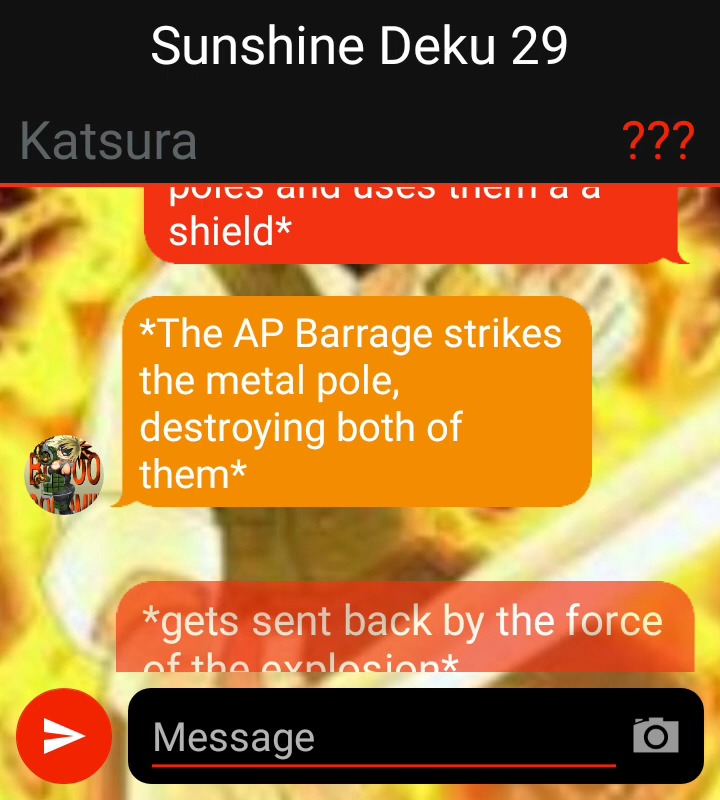 Sunshine Deku 29
Katsura
???
poles and uses them a a
shield*
*The AP Barrage strikes
the metal pole,
destroying both of
them*
*gets sent back by the force
of the explosion*
Message